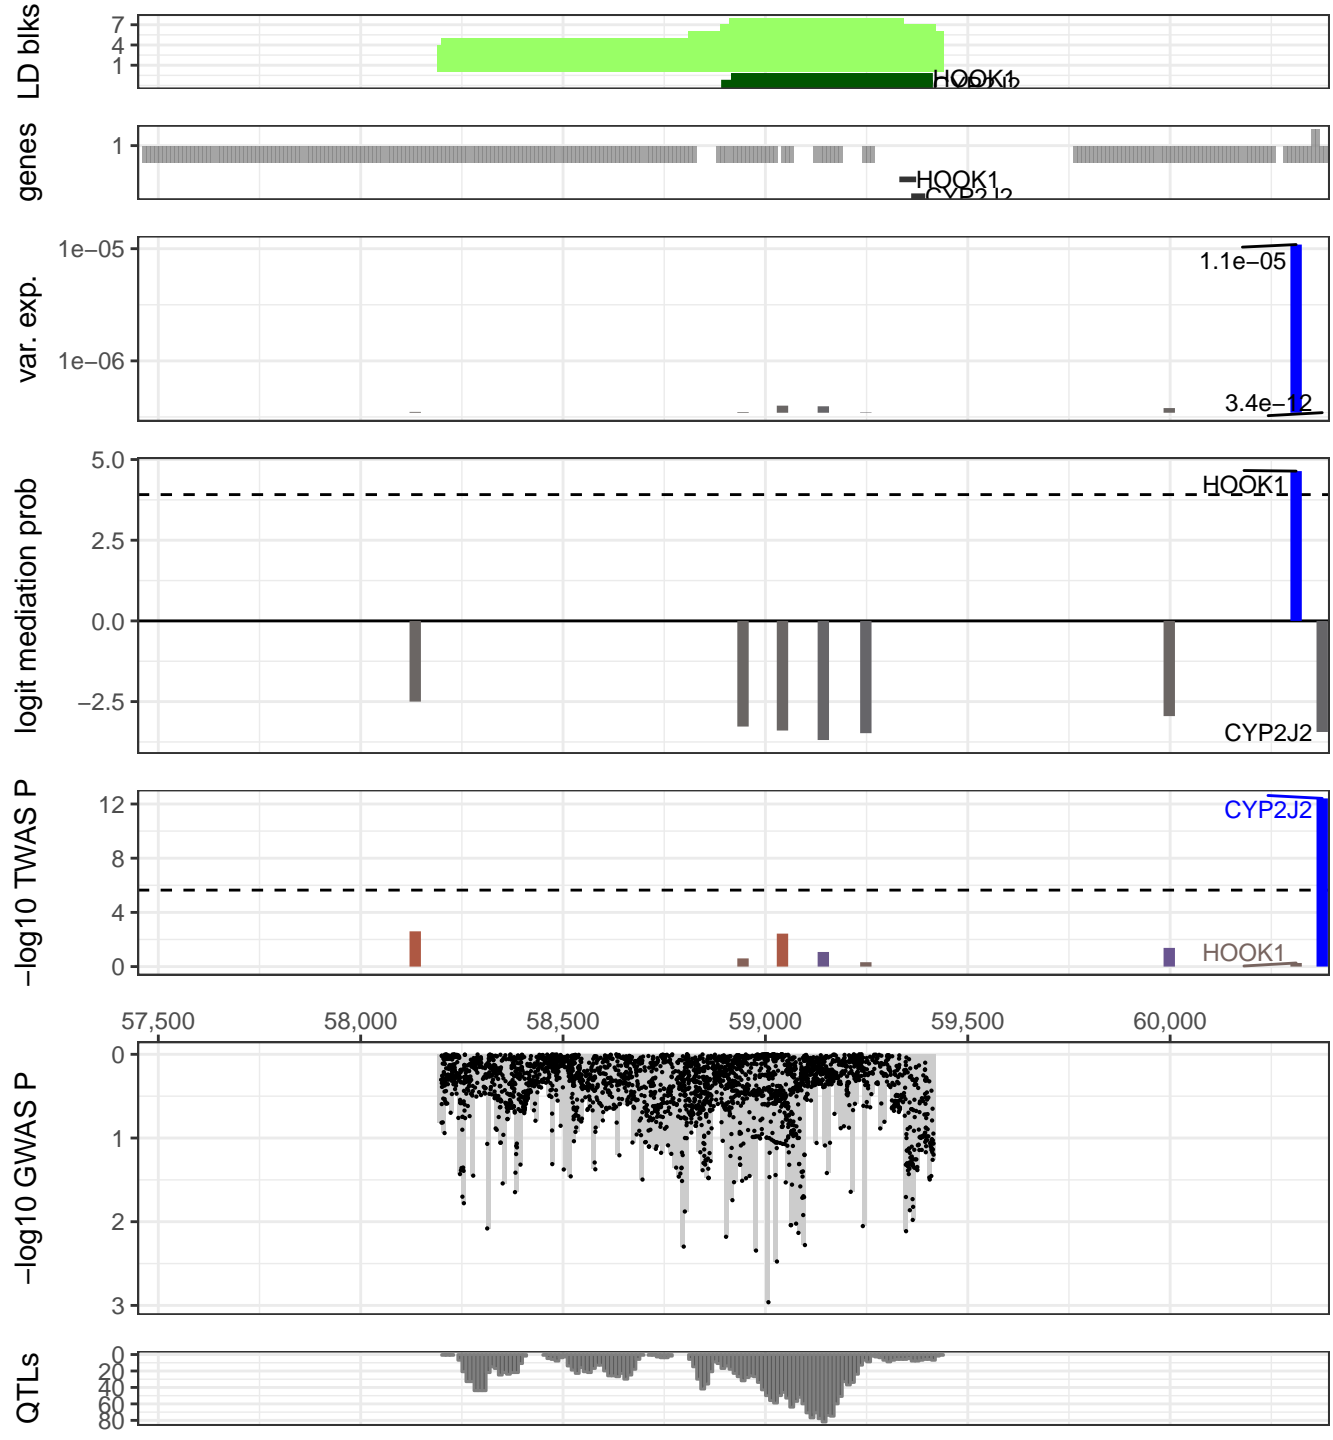 LD blks
7
4
1
HOOK1
CYP2J2
genes
1
HOOK1
CYP2J2
var. exp.
1e−05
1e−06
1.1e−05
3.4e−12
logit mediation prob
5.0
2.5
0.0
−2.5
HOOK1
CYP2J2
−log10 TWAS P
12
8
4
0
CYP2J2
HOOK1
57,500 58,000 58,500 59,000 59,500 60,000
−log10 GWAS P
0
1
2
3
QTLs
0
20
40
60
80